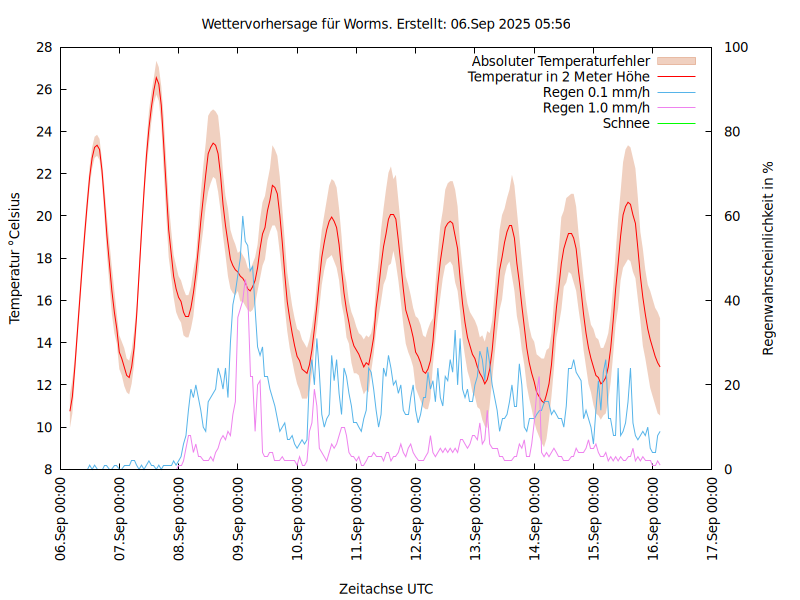 Wettervorhersage für Worms. Erstellt: 06.Sep 2025 05:56
Absoluter Temperaturfehler
Temperatur in 2 Meter Höhe
Regen 0.1 mm/h
Regen 1.0 mm/h
Schnee
Temperatur °Celsius
28
26
24
22
20
18
16
14
12
10
8
100
80
60
40
20
0
Regenwahrscheinlichkeit in %
06.Sep 00:00
07.Sep 00:00
08.Sep 00:00
09.Sep 00:00
10.Sep 00:00
11.Sep 00:00
12.Sep 00:00
13.Sep 00:00
14.Sep 00:00
15.Sep 00:00
16.Sep 00:00
17.Sep 00:00
Zeitachse UTC